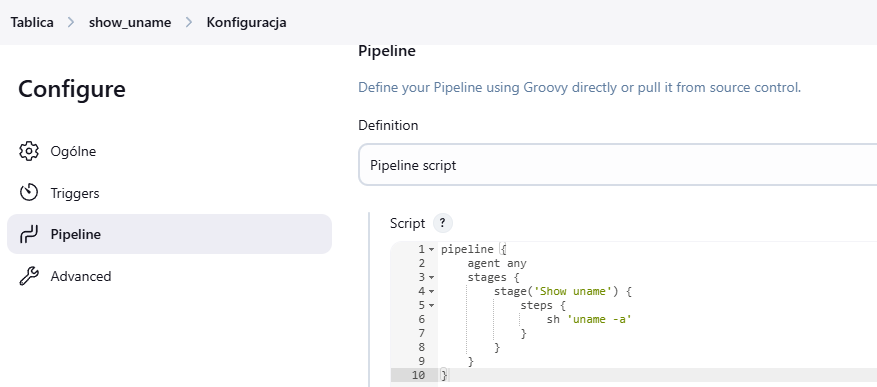 Tablica > show_uname > Konfiguracja
Configure
Ogólne
Triggers
Pipeline
Advanced
Pipeline
Define your Pipeline using Groovy directly or pull it from source control.
Definition
Pipeline script
Script ?
1 pipeline {
2     agent any
3     stages {
4         stage('Show uname') {
5             steps {
6                 sh 'uname -a'
7             }
8         }
9     }
10 }